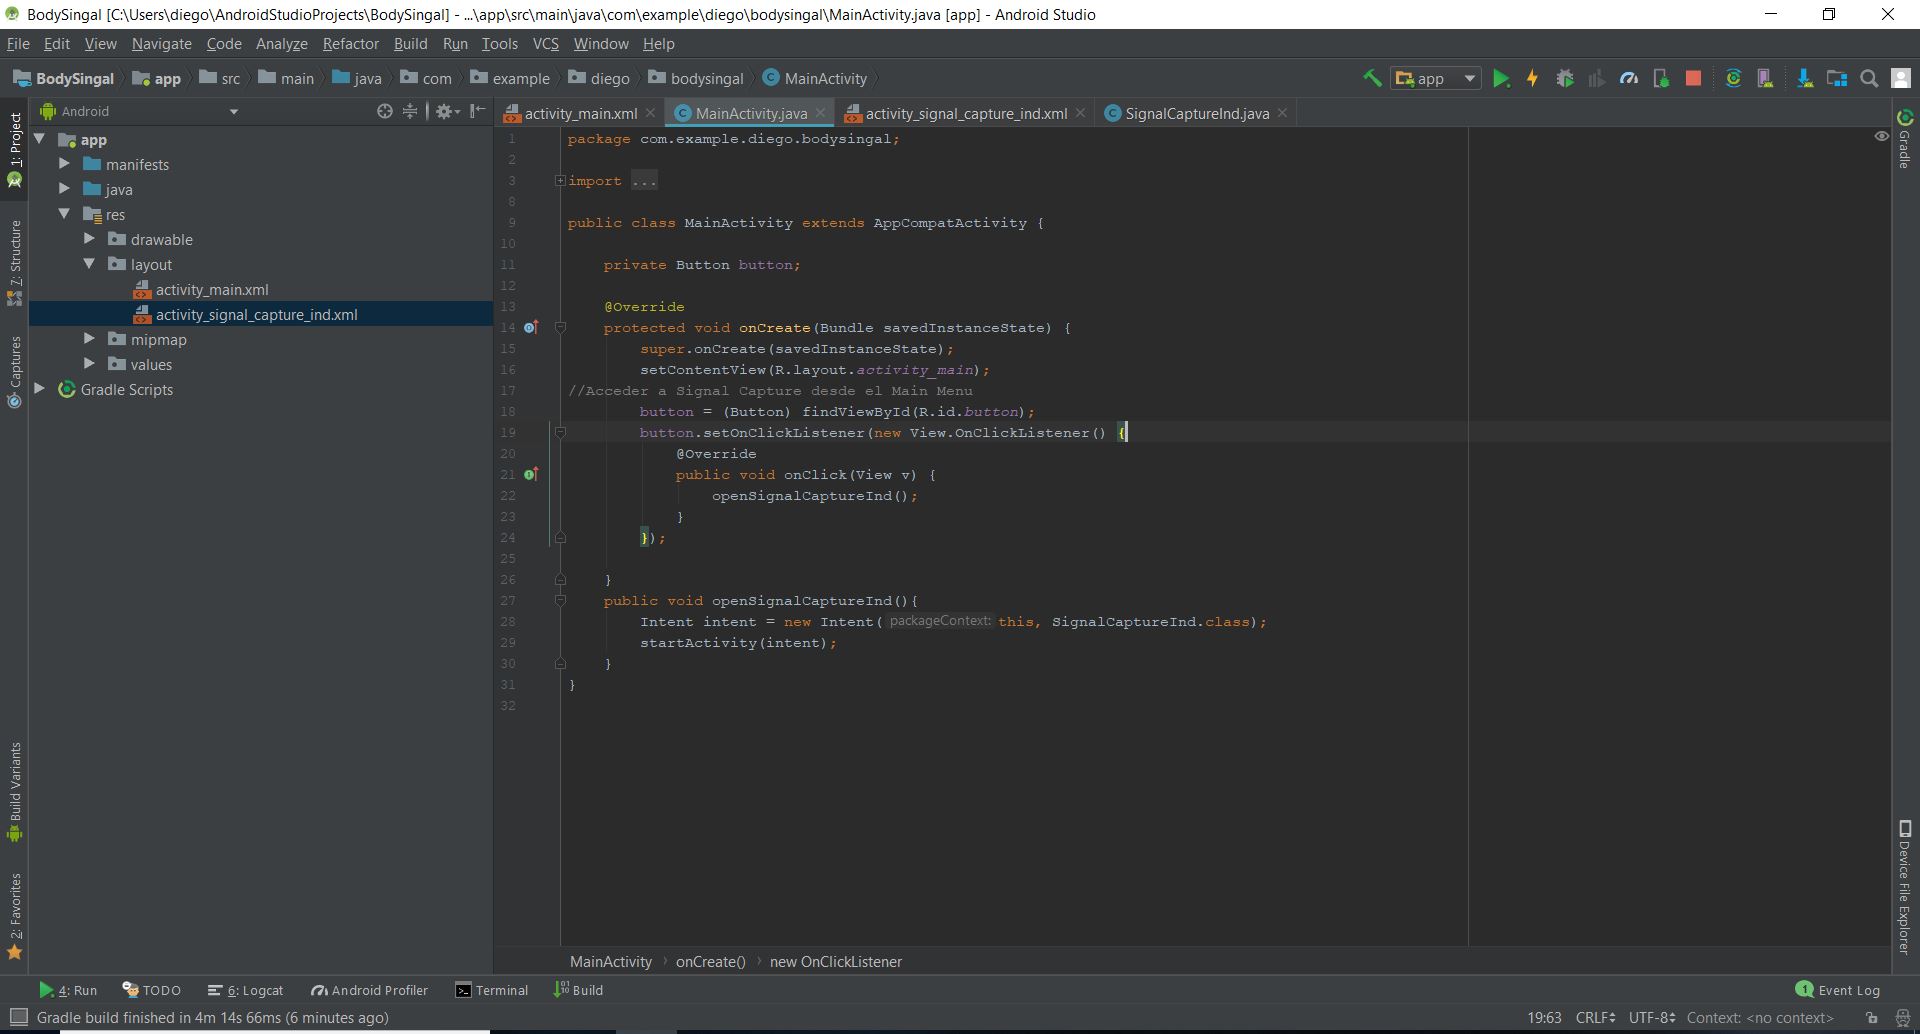 BodySingal [C:\Users\diego\AndroidStudioProjects\BodySingal] - ...\app\src\main\java\com\example\diego\bodysingal\MainActivity.java [app] - Android Studio
File Edit View Navigate Code Analyze Refactor Build Run Tools VCS Window Help
BodySingal app src main java com example diego bodysingal MainActivity app
Android
activity_main.xml MainActivity.java activity_signal_capture_ind.xml SignalCaptureInd.java
1: Project
7: Structure
Captures
Build Variants
2: Favorites
app
manifests
java
res
drawable
layout
activity_main.xml
activity_signal_capture_ind.xml
mipmap
values
Gradle Scripts
1 package com.example.diego.bodysingal;
2
3 import ...
8
9 public class MainActivity extends AppCompatActivity {
10
11 private Button button;
12
13 @Override
14 protected void onCreate(Bundle savedInstanceState) {
15 super.onCreate(savedInstanceState);
16 setContentView(R.layout.activity_main);
17 //Acceder a Signal Capture desde el Main Menu
18 button = (Button) findViewById(R.id.button);
19 button.setOnClickListener(new View.OnClickListener() {
20 @Override
21 public void onClick(View v) {
22 openSignalCaptureInd();
23 }
24 });
25
26 }
27 public void openSignalCaptureInd(){
28 Intent intent = new Intent( packageContext: this, SignalCaptureInd.class);
29 startActivity(intent);
30 }
31 }
32
Gradle
Device File Explorer
MainActivity onCreate() new OnClickListener
4: Run TODO 6: Logcat Android Profiler Terminal Build 1 Event Log
Gradle build finished in 4m 14s 66ms (6 minutes ago) 19:63 CRLF UTF-8 Context: <no context>